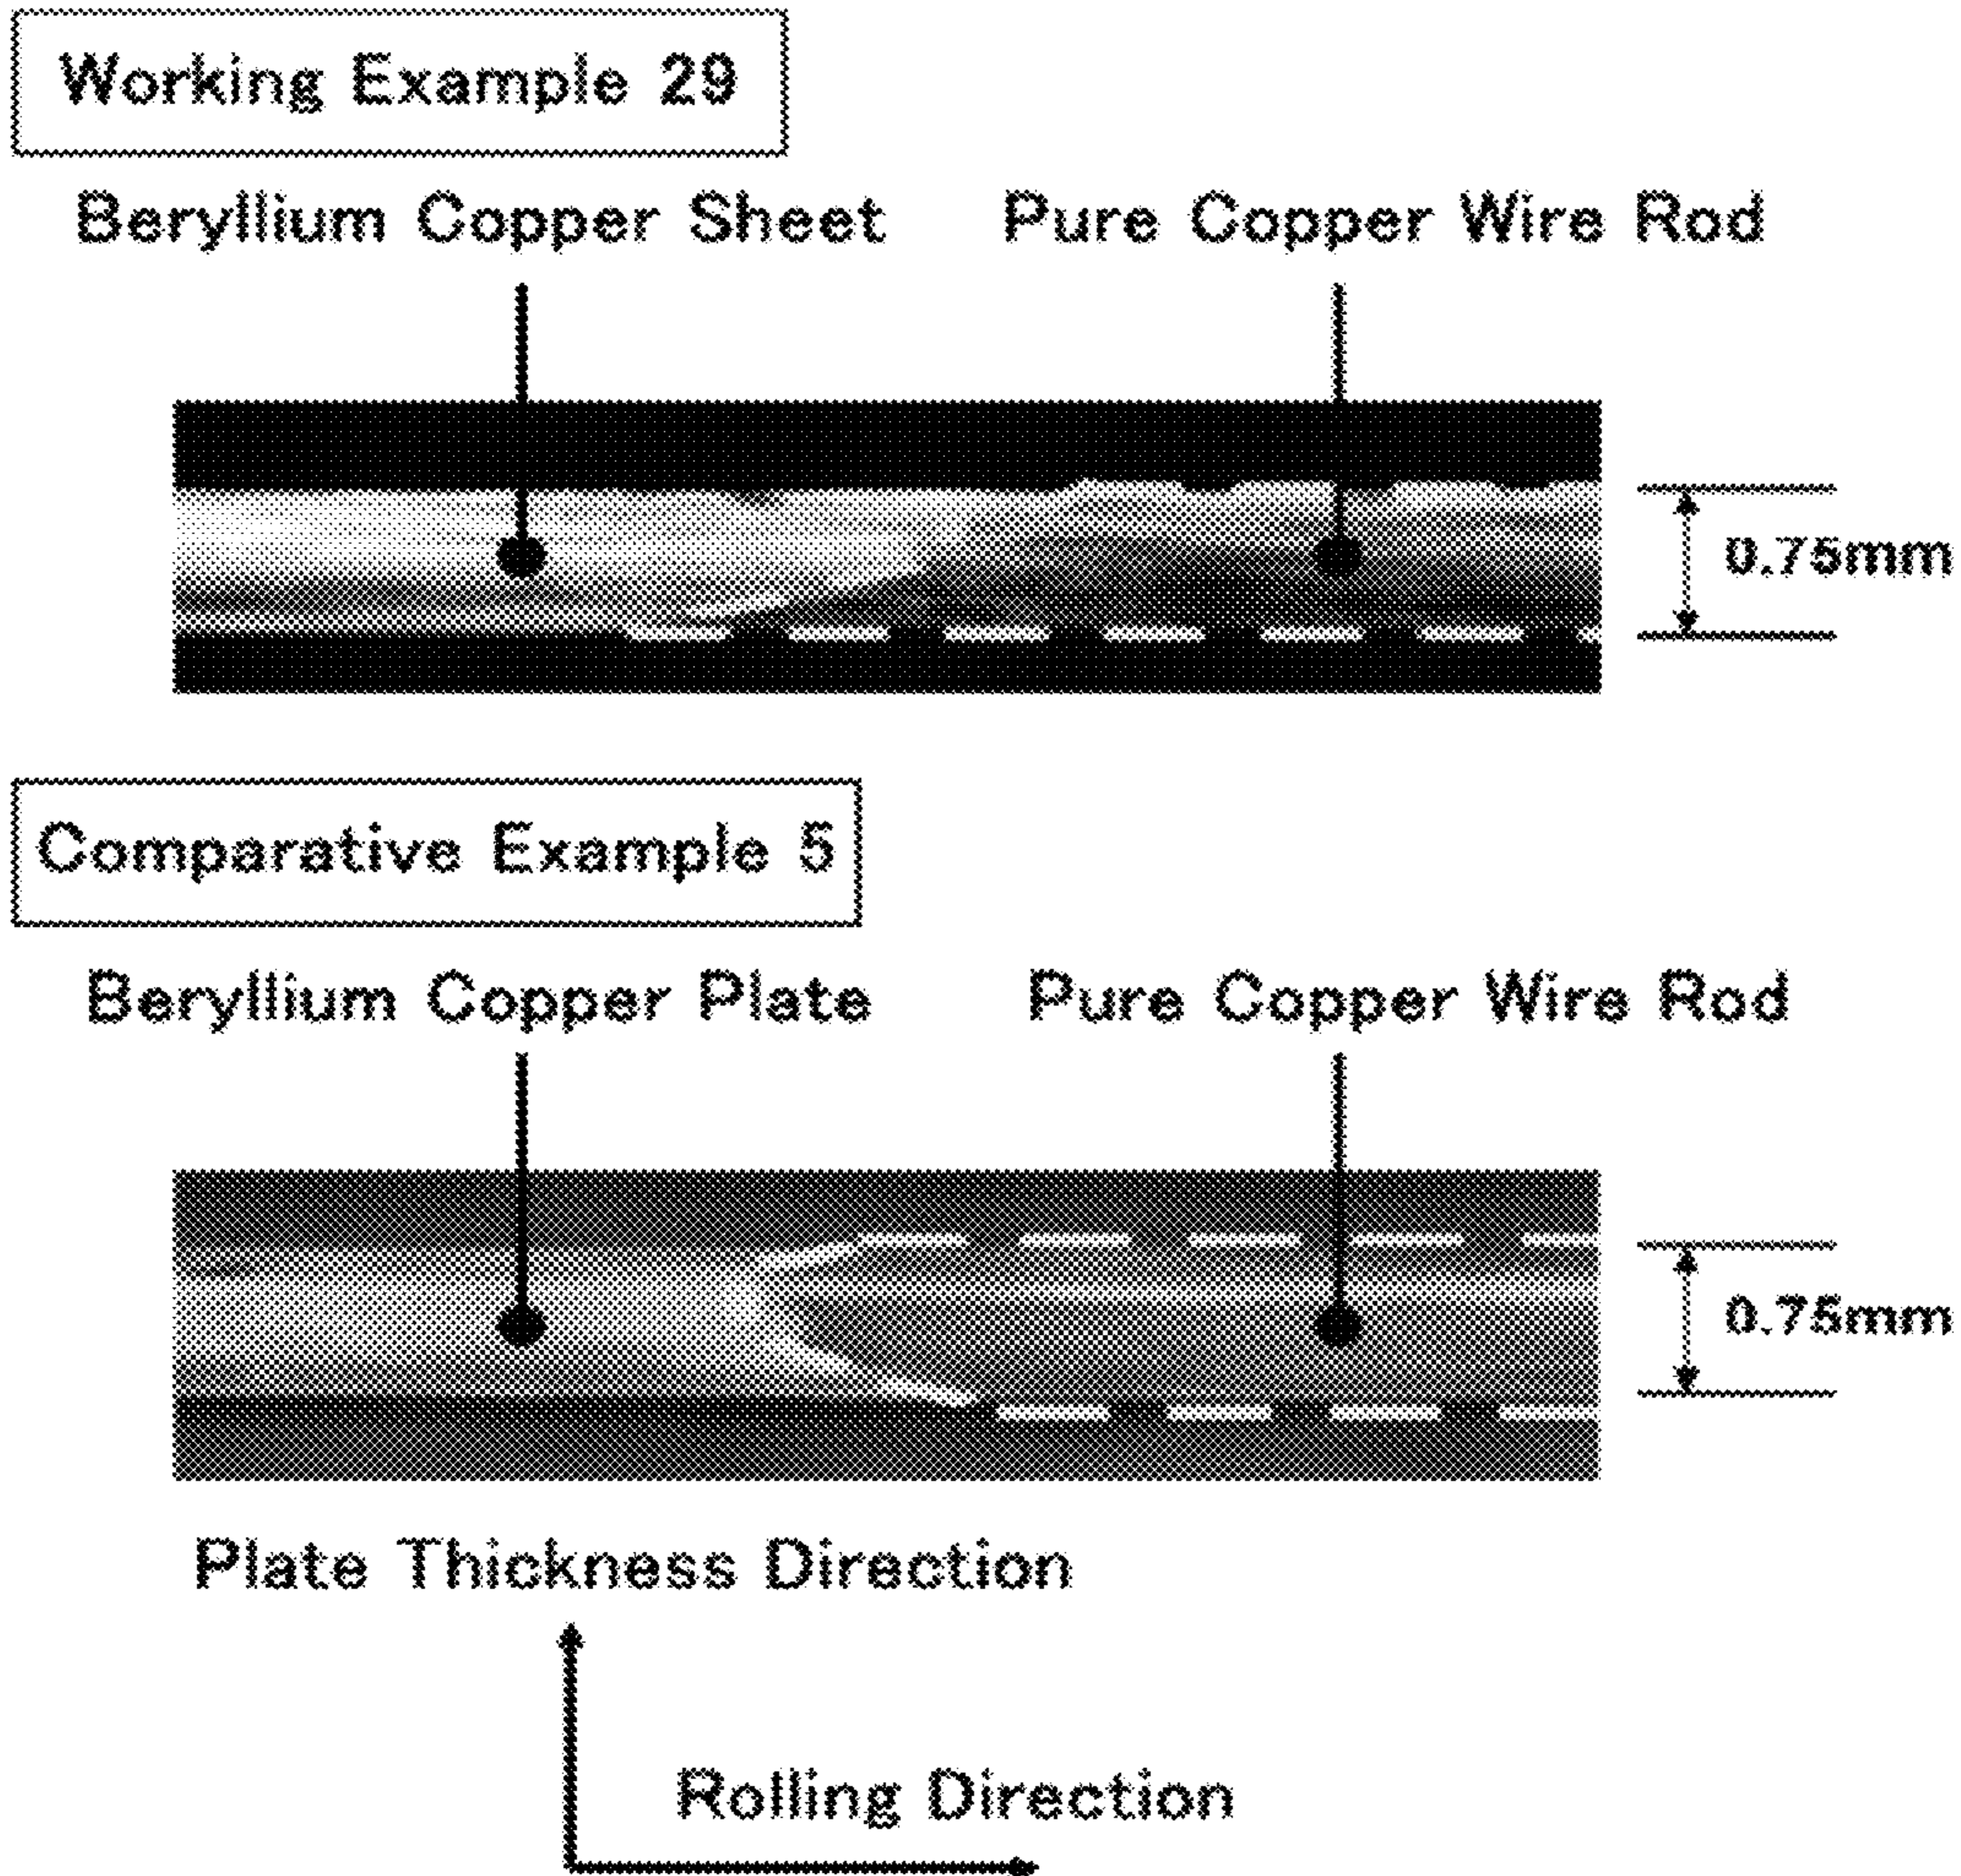 Working Example 29
Beryllium Copper Sheet
Pure Copper Wire Rod
0.75mm
Comparative Example 5
Beryllium Copper Plate
Pure Copper Wire Rod
0.75mm
Plate Thickness Direction
Rolling Direction